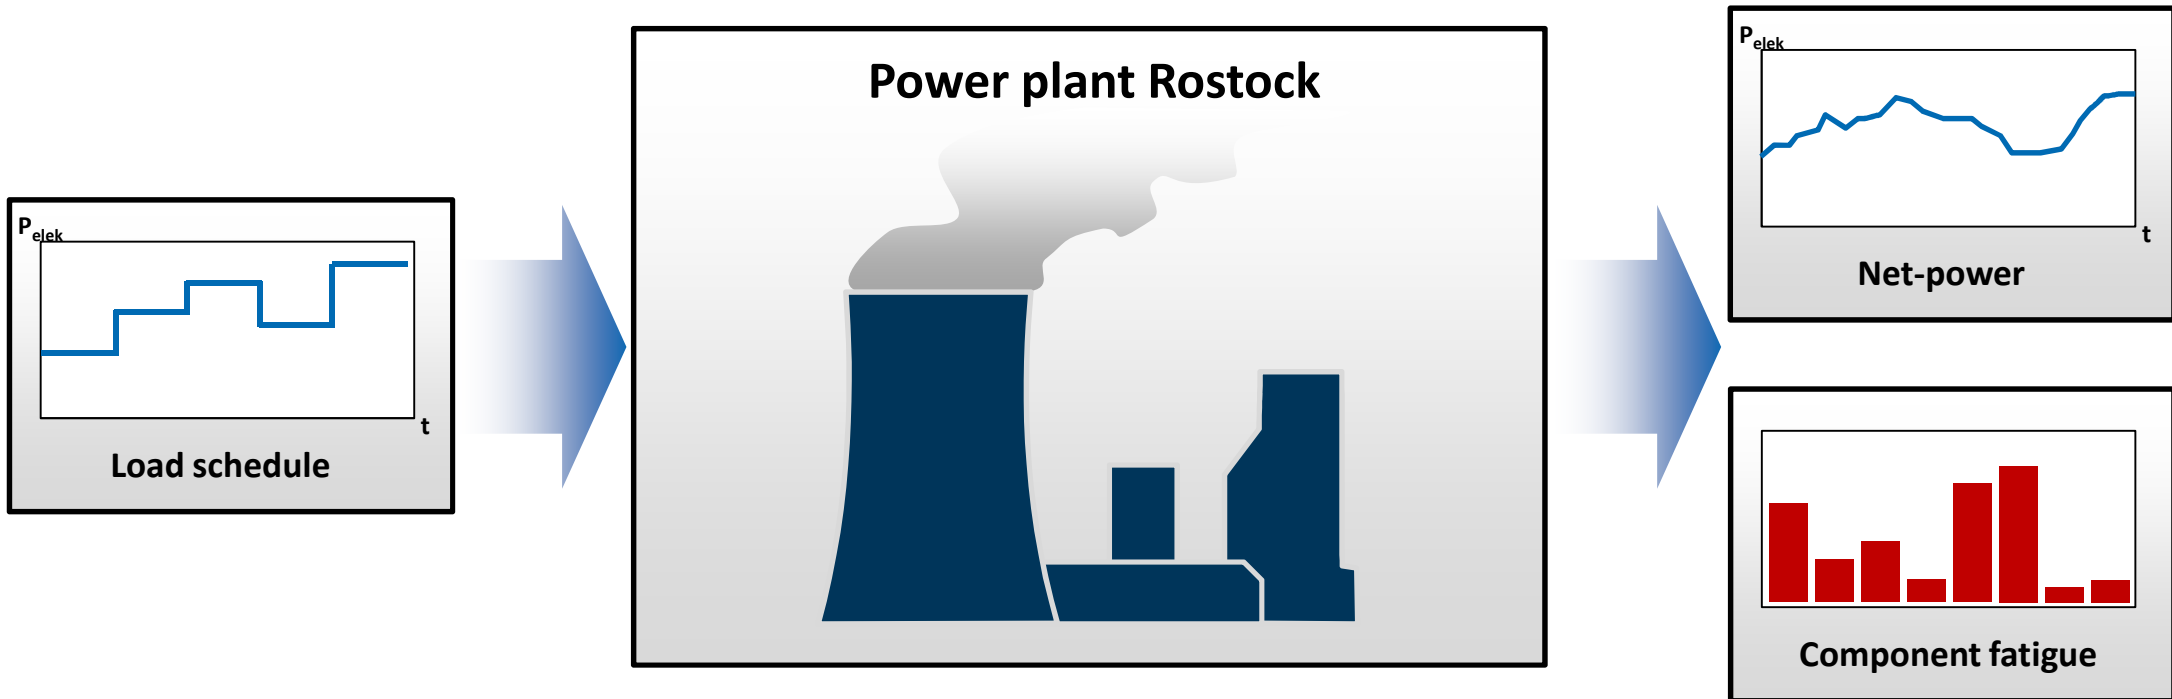 P_elek
t
Load schedule
Power plant Rostock
P_elek
t
Net-power
Component fatigue